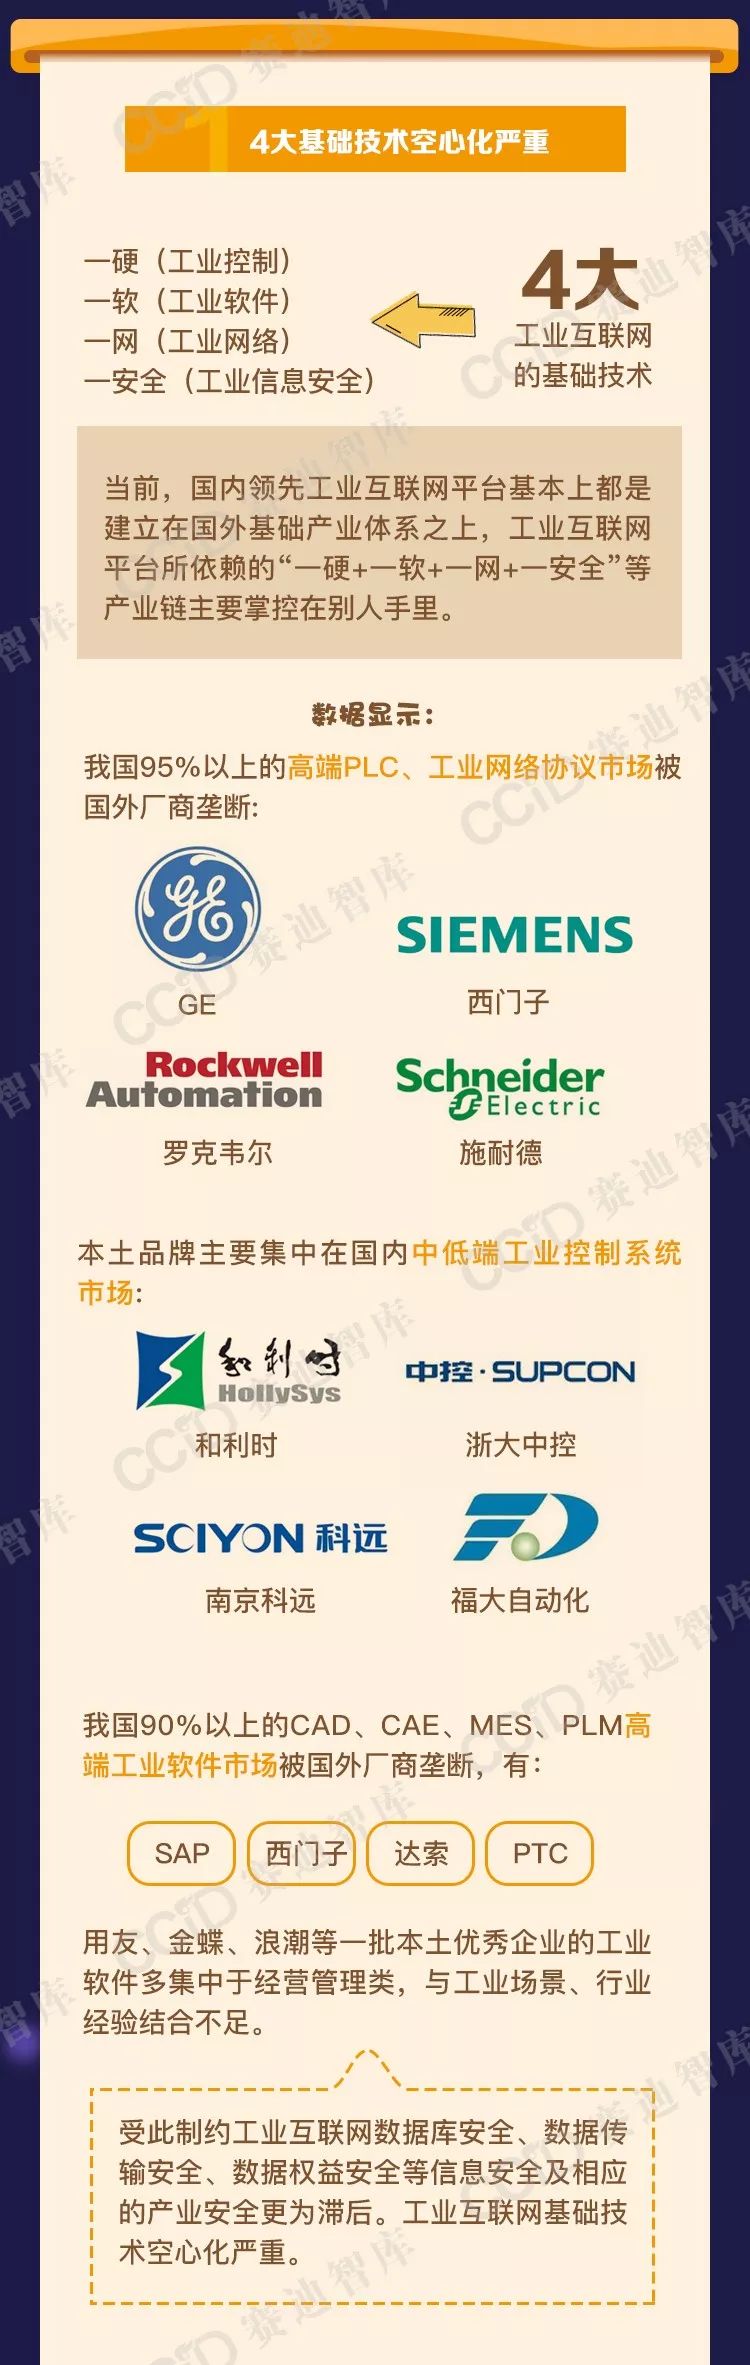 1 4大基础技术空心化严重
一硬（工业控制）
一软（工业软件）
一网（工业网络）
一安全（工业信息安全）
4大
工业互联网
的基础技术
当前，国内领先工业互联网平台基本上都是
建立在国外基础产业体系之上，工业互联网
平台所依赖的“一硬+一软+一网+一安全”等
产业链主要掌控在别人手里。
数据显示：
我国95%以上的高端PLC、工业网络协议市场被
国外厂商垄断:
GE
SIEMENS
GE
西门子
Rockwell
Automation
Schneider
Electric
罗克韦尔
施耐德
本土品牌主要集中在国内中低端工业控制系统
市场:
和利时
HollySys
中控·SUPCON
和利时
浙大中控
SCIYON 科远
南京科远
福大自动化
我国90%以上的CAD、CAE、MES、PLM高
端工业软件市场被国外厂商垄断，有：
SAP
西门子
达索
PTC
用友、金蝶、浪潮等一批本土优秀企业的工业
软件多集中于经营管理类，与工业场景、行业
经验结合不足。
受此制约工业互联网数据库安全、数据传
输安全、数据权益安全等信息安全及相应
的产业安全更为滞后。工业互联网基础技
术空心化严重。
CCID 赛迪智库